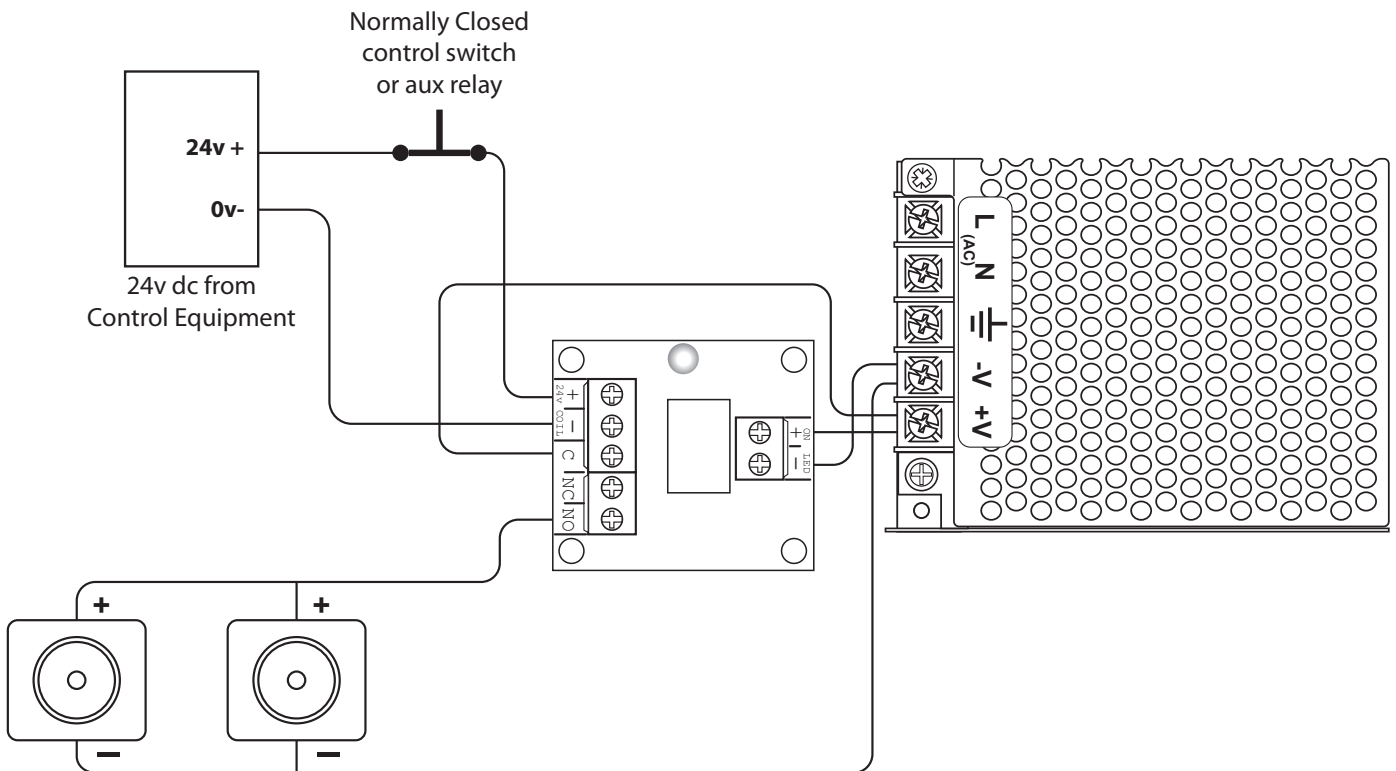 Normally Closed
control switch
or aux relay
24v +
0v-
24v dc from
Control Equipment
L
(AC)
N
-V
+V
+
24v COIL
−
C
NC
NO
+
ON LED
−
+
+
−
−